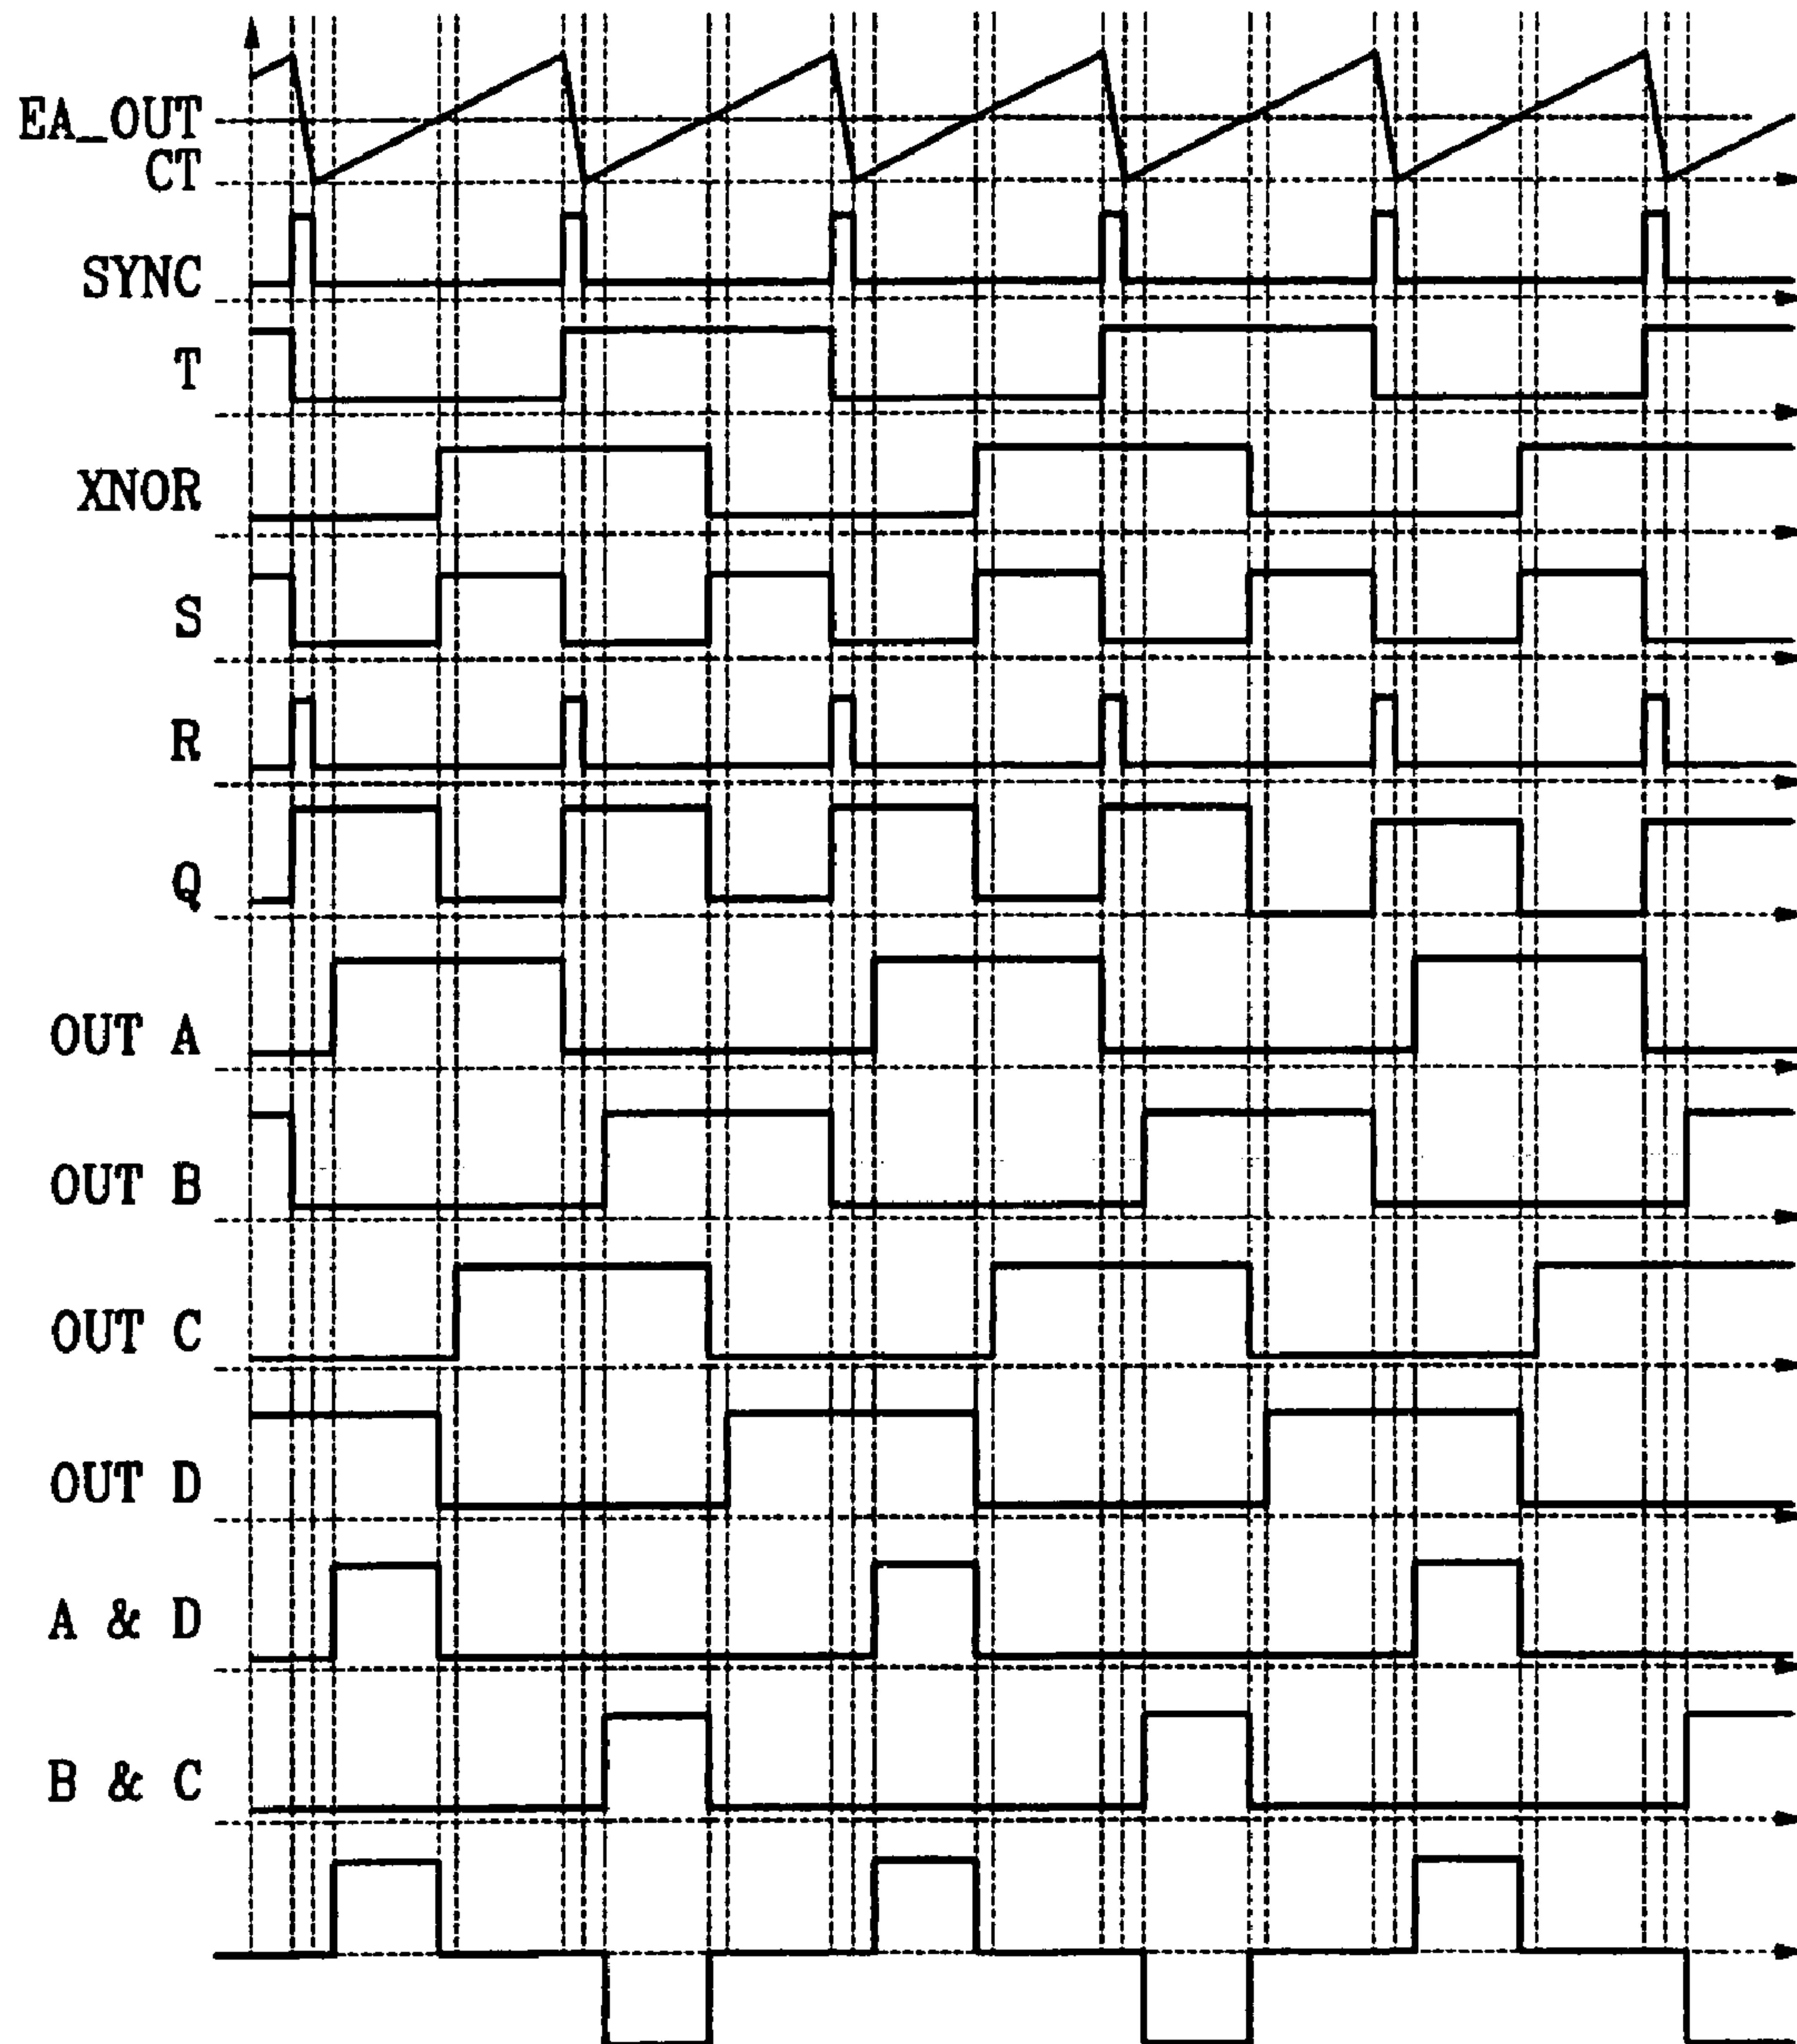 EA_OUT
CT
SYNC
T
XNOR
S
R
Q
OUT A
OUT B
OUT C
OUT D
A & D
B & C